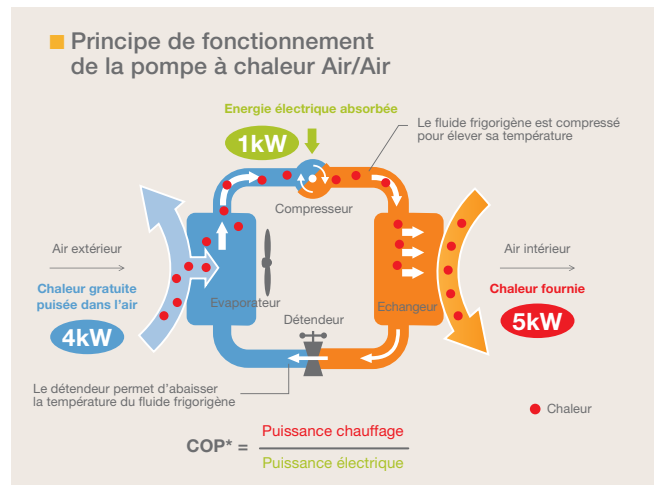 Principe de fonctionnement
de la pompe à chaleur Air/Air
Energie électrique absorbée
1kW
Le fluide frigorigène est compressé
pour élever sa température
Compresseur
Air extérieur
Chaleur gratuite
puisée dans l'air
4kW
Evaporateur
Détendeur
Echangeur
Air intérieur
Chaleur fournie
5kW
Le détendeur permet d'abaisser
la température du fluide frigorigène
Chaleur
COP* =
Puissance chauffage
Puissance électrique